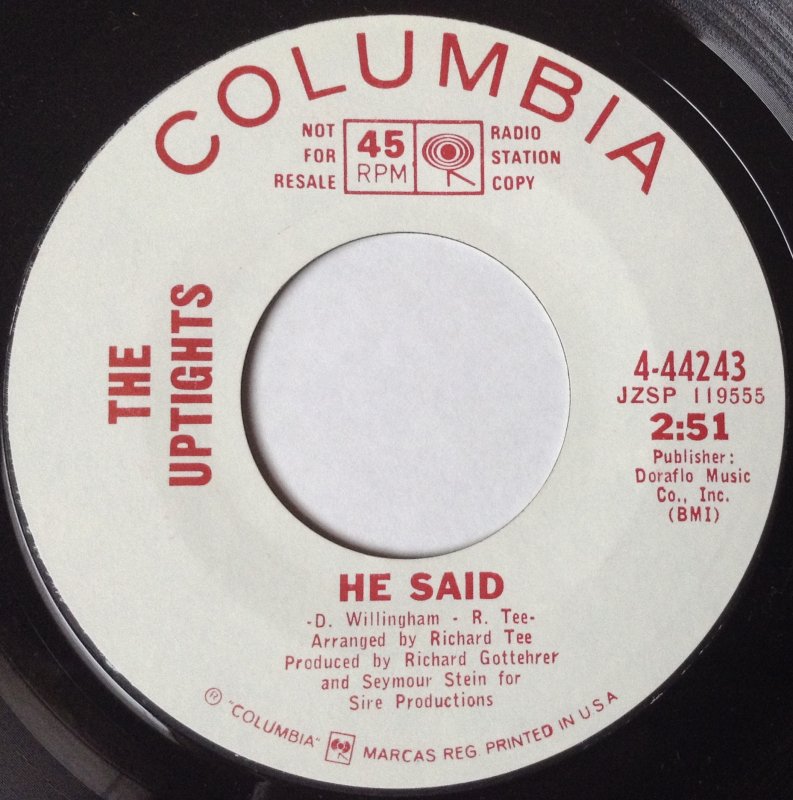 COLUMBIA
NOT
FOR
RESALE
45
RPM
RADIO
STATION
COPY
THE
UPTIGHTS
4-44243
JZSP 119555
2:51
Publisher:
Doraflo Music
Co., Inc.
(BMI)
HE SAID
-D. Willingham - R. Tee-
Arranged by Richard Tee
Produced by Richard Gottehrer
and Seymour Stein for
Sire Productions
® "COLUMBIA" MARCAS REG. PRINTED IN U.S.A